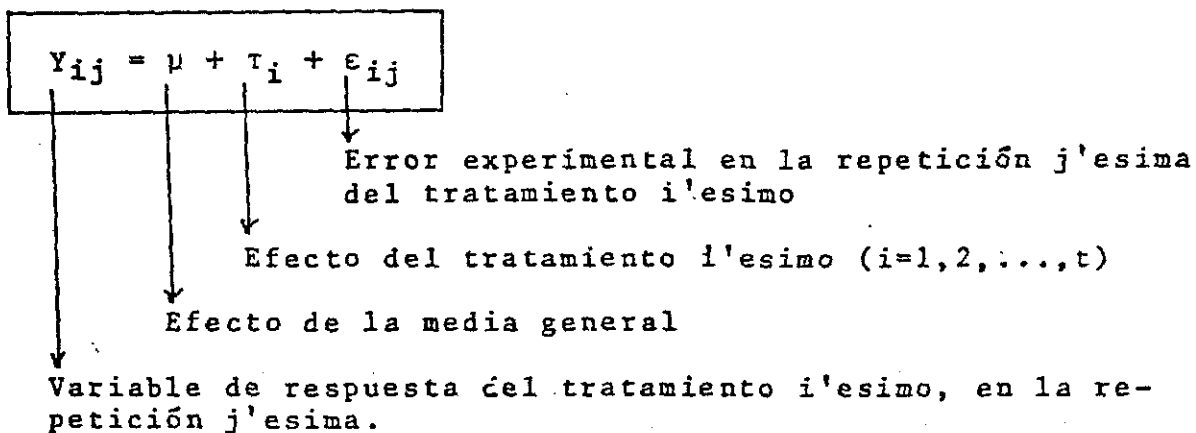 Yij = μ + τi + εij
Error experimental en la repetición j'esima
del tratamiento i'esimo
Efecto del tratamiento i'esimo (i=1,2,...,t)
Efecto de la media general
Variable de respuesta del tratamiento i'esimo, en la re-
petición j'esima.